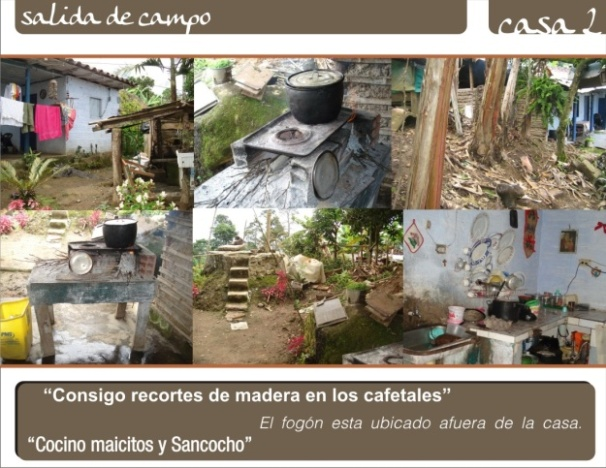 salida de campo
casa 2
“Consigo recortes de madera en los cafetales”
El fogón esta ubicado afuera de la casa.
“Cocino maicitos y Sancocho”